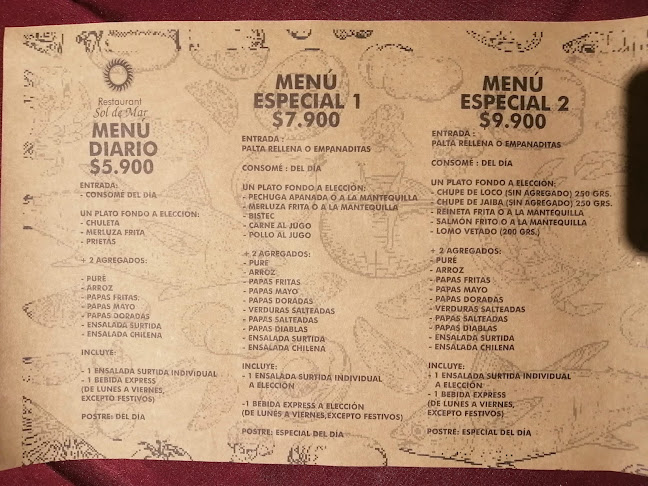 Restaurant
Sol de Mar
MENÚ
DIARIO
$5.900
ENTRADA:
- CONSOMÉ DEL DÍA
UN PLATO FONDO A ELECCIÓN:
- CHULETA
- MERLUZA FRITA
- PRIETAS
+ 2 AGREGADOS:
- PURÉ
- ARROZ
- PAPAS FRITAS
- PAPAS MAYO
- PAPAS DORADAS
- ENSALADA SURTIDA
- ENSALADA CHILENA
INCLUYE:
- 1 ENSALADA SURTIDA INDIVIDUAL
- 1 BEBIDA EXPRESS
(DE LUNES A VIERNES,
EXCEPTO FESTIVOS)
POSTRE: DEL DÍA
MENÚ
ESPECIAL 1
$7.900
ENTRADA :
PALTA RELLENA O EMPANADITAS
CONSOMÉ : DEL DÍA
UN PLATO FONDO A ELECCIÓN:
- PECHUGA APANADA Ó A LA MANTEQUILLA
- MERLUZA FRITA Ó A LA MANTEQUILLA
- BISTEC
- CARNE AL JUGO
- POLLO AL JUGO
+ 2 AGREGADOS:
- PURÉ
- ARROZ
- PAPAS FRITAS
- PAPAS MAYO
- PAPAS DORADAS
- VERDURAS SALTEADAS
- PAPAS SALTEADAS
- PAPAS DIABLAS
- ENSALADA SURTIDA
- ENSALADA CHILENA
INCLUYE:
- 1 ENSALADA SURTIDA INDIVIDUAL
A ELECCIÓN
-1 BEBIDA EXPRESS A ELECCIÓN
(DE LUNES A VIERNES,EXCEPTO FESTIVOS)
POSTRE: ESPECIAL DEL DÍA
MENÚ
ESPECIAL 2
$9.900
ENTRADA :
PALTA RELLENA O EMPANADITAS
CONSOMÉ : DEL DÍA
UN PLATO FONDO A ELECCIÓN:
- CHUPE DE LOCO (SIN AGREGADO) 250 GRS.
- CHUPE DE JAIBA (SIN AGREGADO) 250 GRS.
- REINETA FRITA Ó A LA MANTEQUILLA
- SALMÓN FRITO Ó A LA MANTEQUILLA
- LOMO VETADO (200 GRS.)
+ 2 AGREGADOS:
- PURÉ
- ARROZ
- PAPAS FRITAS
- PAPAS MAYO
- PAPAS DORADAS
- VERDURAS SALTEADAS
- PAPAS SALTEADAS
- PAPAS DIABLAS
- ENSALADA SURTIDA
- ENSALADA CHILENA
INCLUYE:
- 1 ENSALADA SURTIDA INDIVIDUAL
A ELECCIÓN
- 1 BEBIDA EXPRESS
(DE LUNES A VIERNES,
EXCEPTO FESTIVOS)
POSTRE: ESPECIAL DEL DÍA